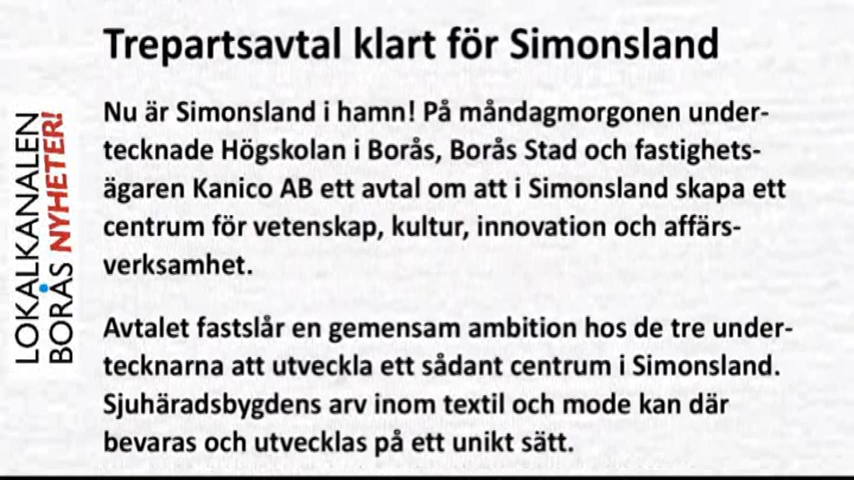 Trepartsavtal klart för Simonsland
Nu är Simonsland i hamn! På måndagmorgonen under-
tecknade Högskolan i Borås, Borås Stad och fastighets-
ägaren Kanico AB ett avtal om att i Simonsland skapa ett
centrum för vetenskap, kultur, innovation och affärs-
verksamhet.
Avtalet fastslår en gemensam ambition hos de tre under-
tecknarna att utveckla ett sådant centrum i Simonsland.
Sjuhäradsbygdens arv inom textil och mode kan där
bevaras och utvecklas på ett unikt sätt.
LOKALKANALEN
BORÅS NYHETER!